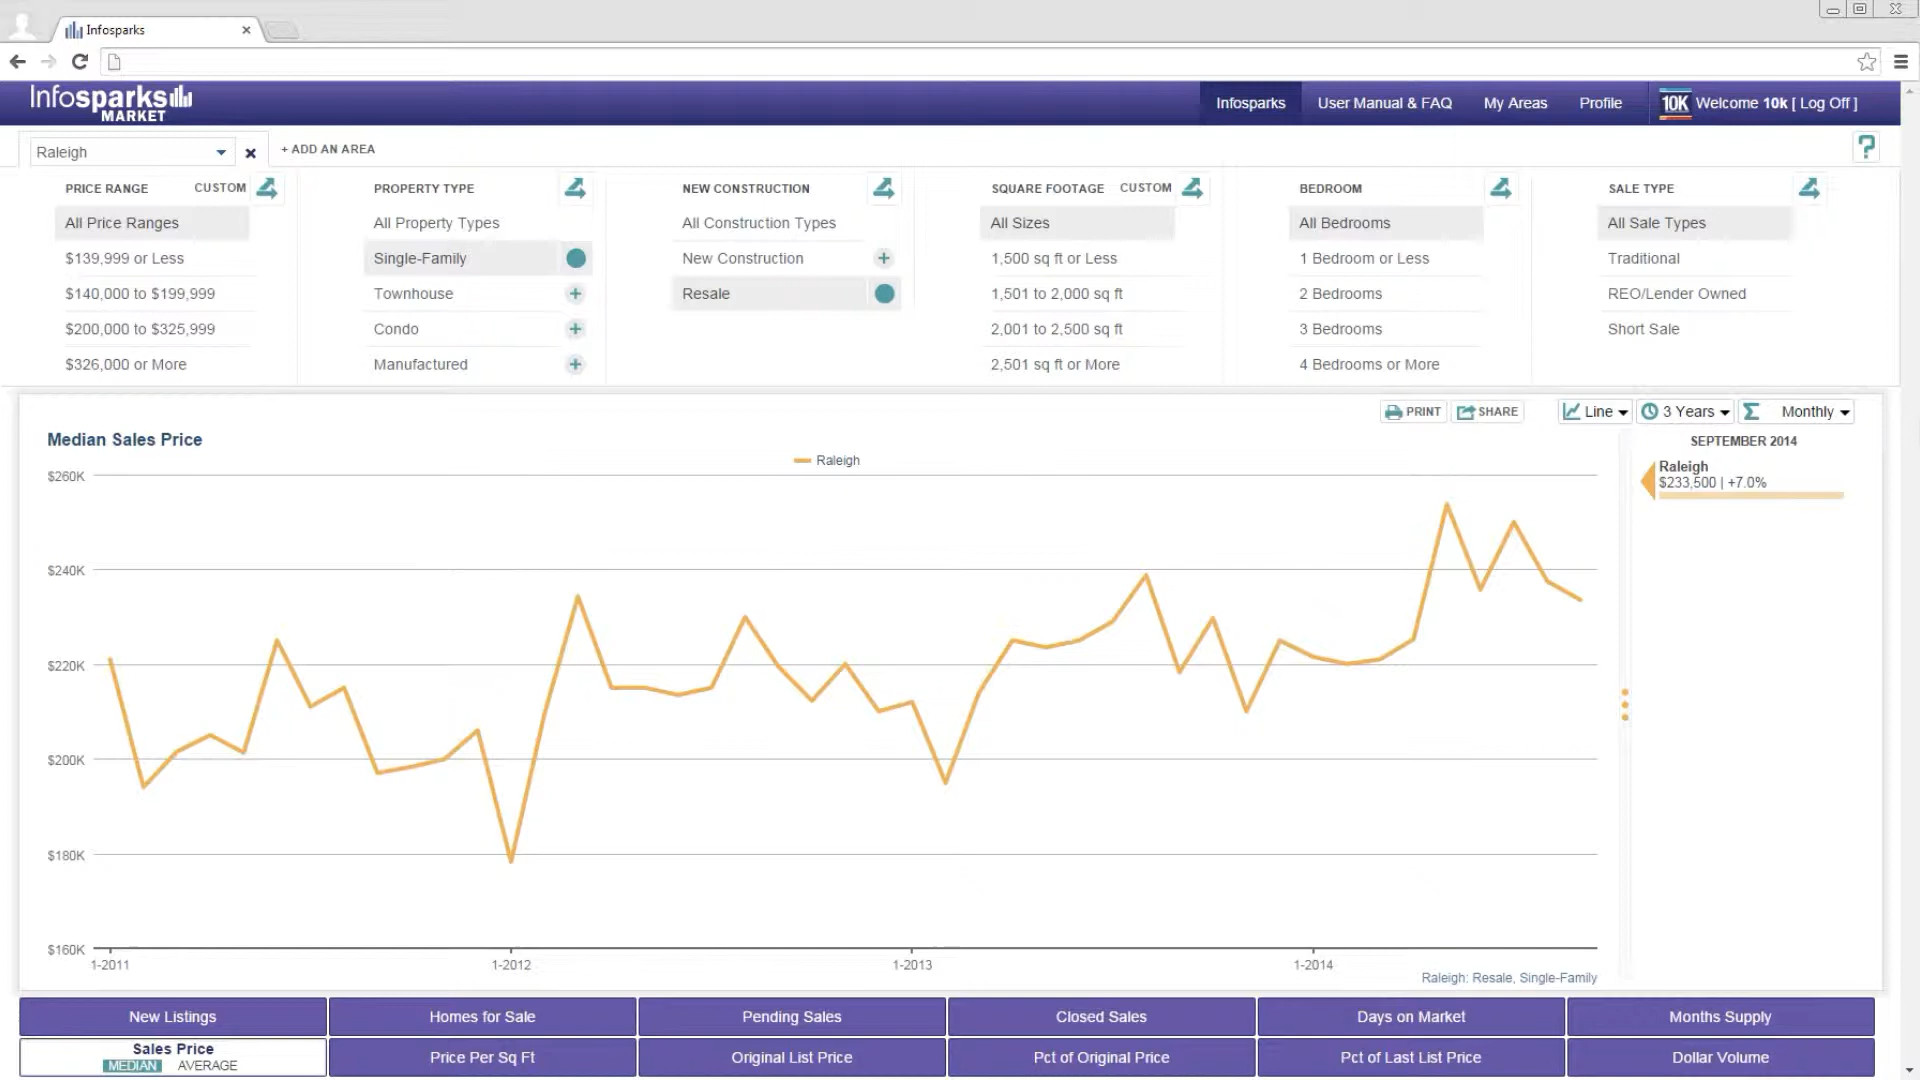 Infosparks
Infosparks
MARKET
Infosparks
User Manual & FAQ
My Areas
Profile
10K
Welcome 10k [ Log Off ]
Raleigh
+ ADD AN AREA
?
PRICE RANGE
CUSTOM
All Price Ranges
$139,999 or Less
$140,000 to $199,999
$200,000 to $325,999
$326,000 or More
PROPERTY TYPE
All Property Types
Single-Family
Townhouse
Condo
Manufactured
NEW CONSTRUCTION
All Construction Types
New Construction
Resale
SQUARE FOOTAGE
CUSTOM
All Sizes
1,500 sq ft or Less
1,501 to 2,000 sq ft
2,001 to 2,500 sq ft
2,501 sq ft or More
BEDROOM
All Bedrooms
1 Bedroom or Less
2 Bedrooms
3 Bedrooms
4 Bedrooms or More
SALE TYPE
All Sale Types
Traditional
REO/Lender Owned
Short Sale
PRINT
SHARE
Line
3 Years
Σ Monthly
Median Sales Price
Raleigh
SEPTEMBER 2014
Raleigh
$233,500 | +7.0%
$260K
$240K
$220K
$200K
$180K
$160K
1-2011
1-2012
1-2013
1-2014
Raleigh: Resale, Single-Family
New Listings
Homes for Sale
Pending Sales
Closed Sales
Days on Market
Months Supply
Sales Price
MEDIAN AVERAGE
Price Per Sq Ft
Original List Price
Pct of Original Price
Pct of Last List Price
Dollar Volume